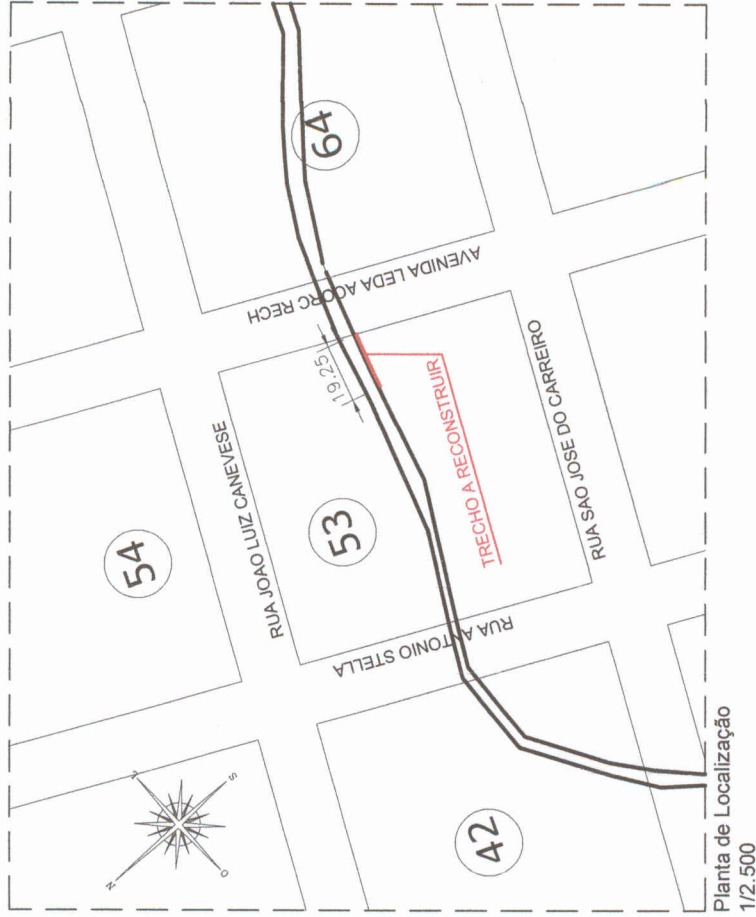 54
RUA JOAO LUIZ CANEVESE
53
19.25
64
AVENIDA LEDA ACORC RECH
TRECHO A RECONSTRUIR
RUA ANTONIO STELLA
RUA SAO JOSE DO CARREIRO
42
N
L
S
O
Planta de Localização
1/2.500